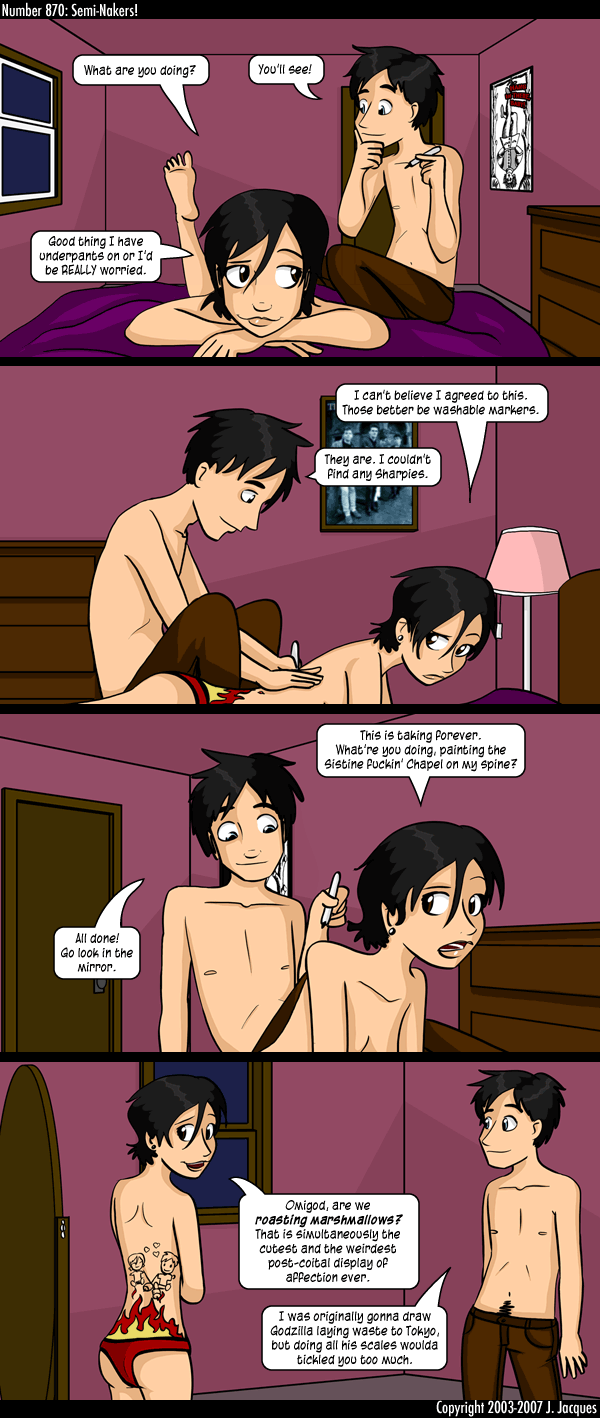 Number 870: Semi-Nakers!
What are you doing?
You'll see!
Good thing I have
underpants on or I'd
be REALLY worried.
I can't believe I agreed to this.
Those better be washable markers.
They are. I couldn't
find any Sharpies.
This is taking forever.
What're you doing, painting the
Sistine fuckin' Chapel on my spine?
All done!
Go look in the
mirror.
Omigod, are we
roasting marshmallows?
That is simultaneously the
cutest and the weirdest
post-coital display of
affection ever.
I was originally gonna draw
Godzilla laying waste to Tokyo,
but doing all his scales woulda
tickled you too much.
Copyright 2003-2007 J. Jacques